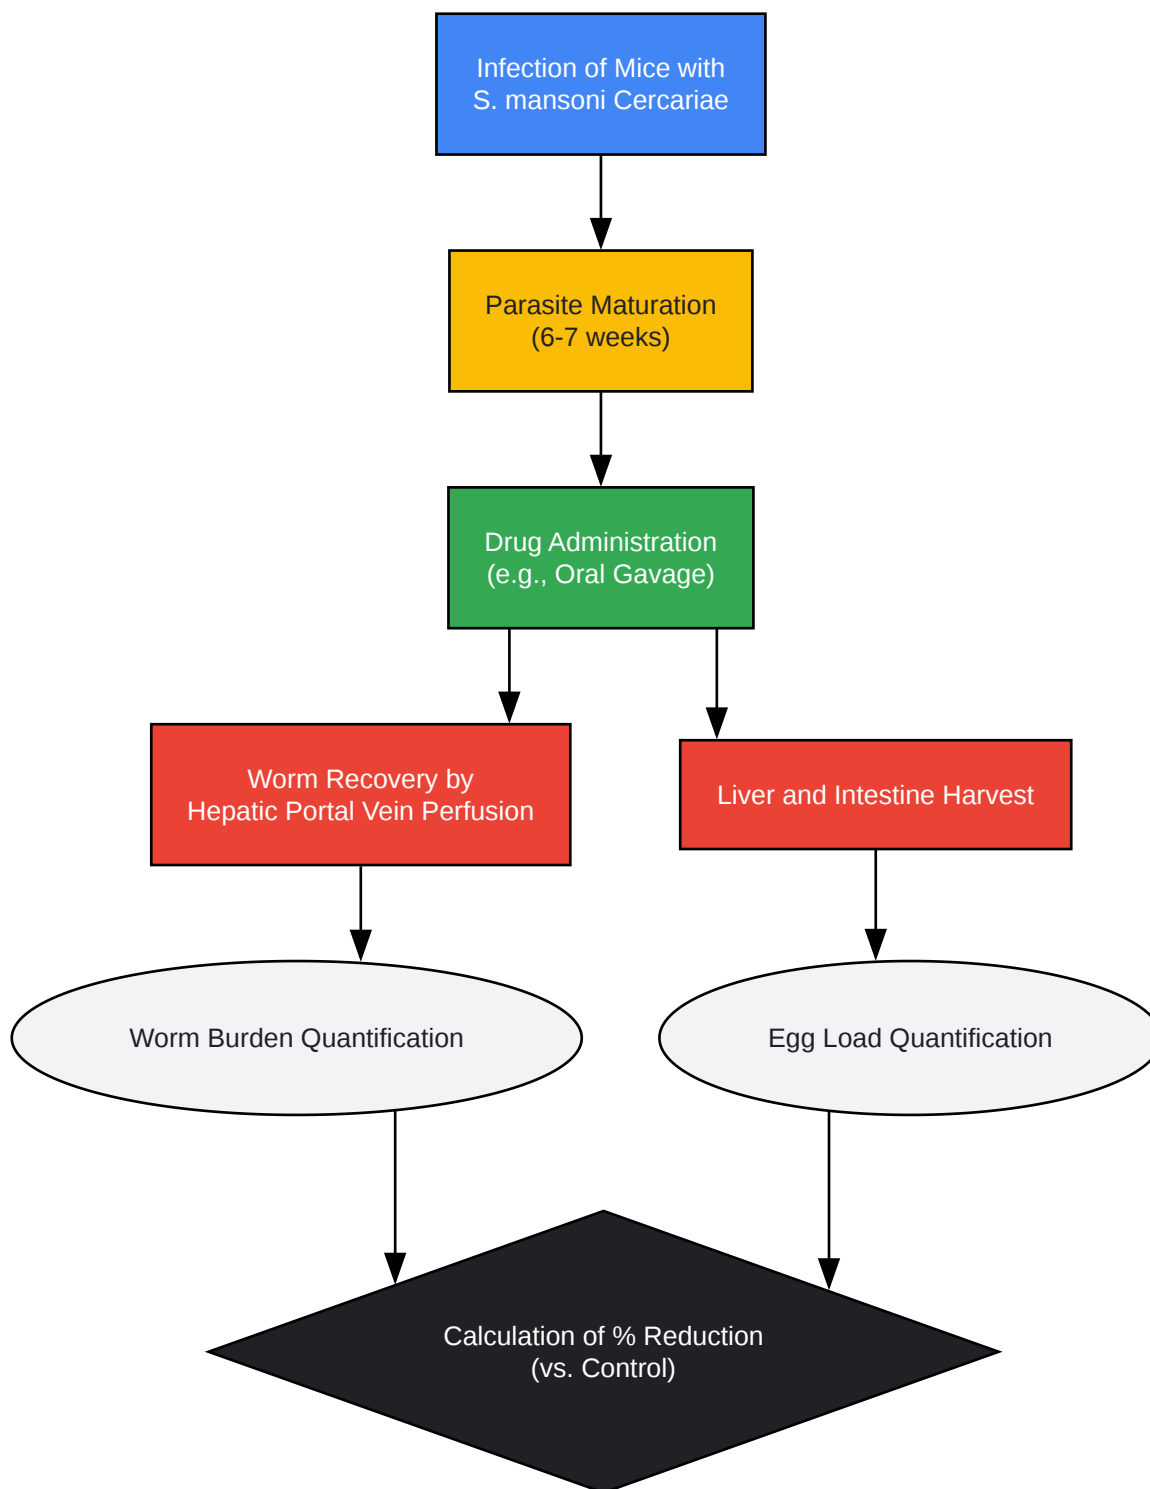 Infection of Mice with
S. mansoni Cercariae
Parasite Maturation
(6-7 weeks)
Drug Administration
(e.g., Oral Gavage)
Worm Recovery by
Hepatic Portal Vein Perfusion
Liver and Intestine Harvest
Worm Burden Quantification
Egg Load Quantification
Calculation of % Reduction
(vs. Control)